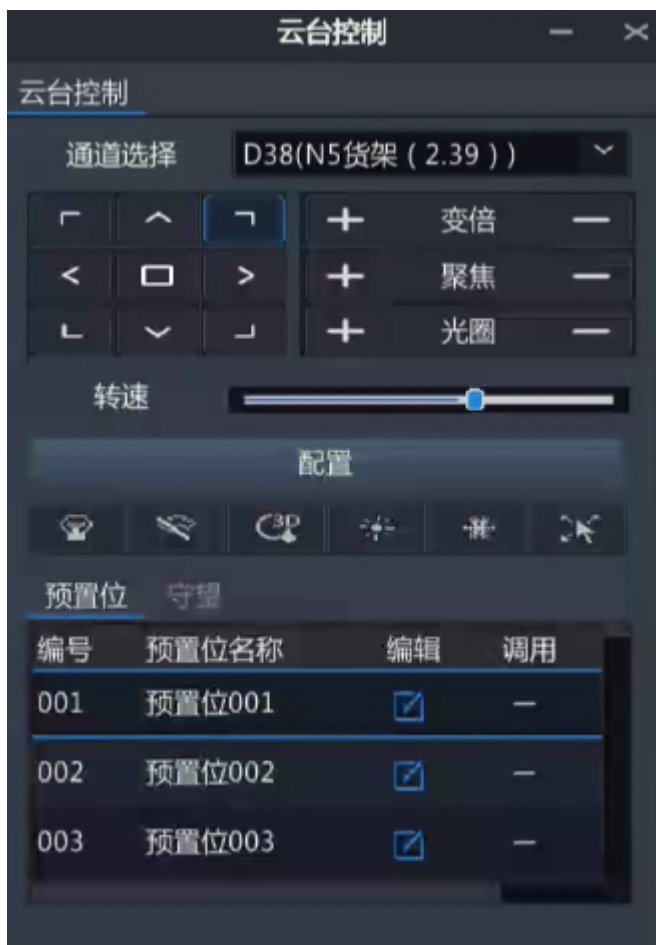 云台控制
云台控制
通道选择 D38(N5货架（2.39）)
变倍
聚焦
光圈
转速
配置
3D
预置位 守望
编号 预置位名称 编辑 调用
001 预置位001
002 预置位002
003 预置位003